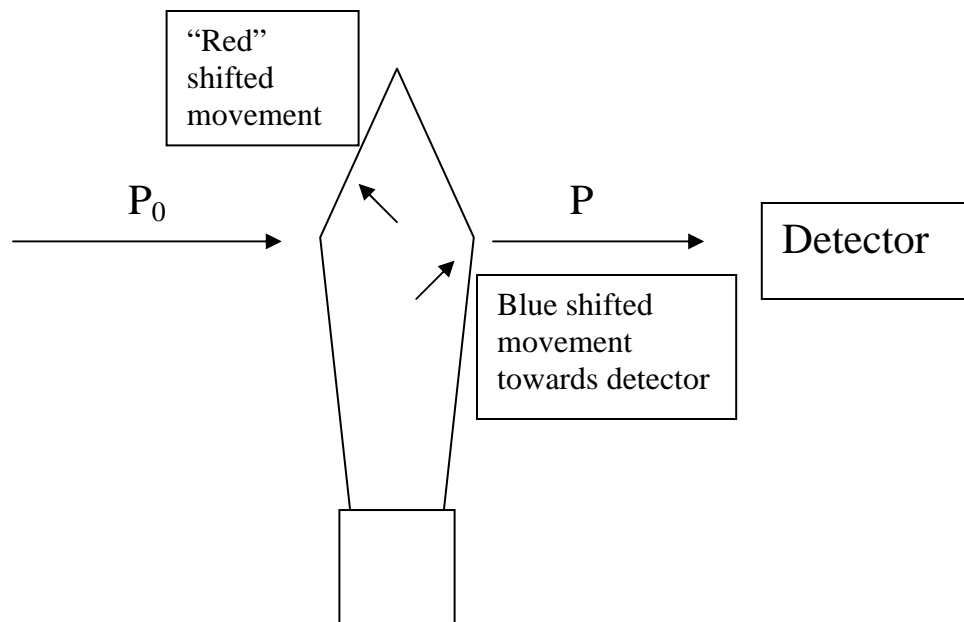 “Red”
shifted
movement
P₀
P
Detector
Blue shifted
movement
towards detector